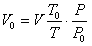 V₀ = V T₀/T · P/P₀